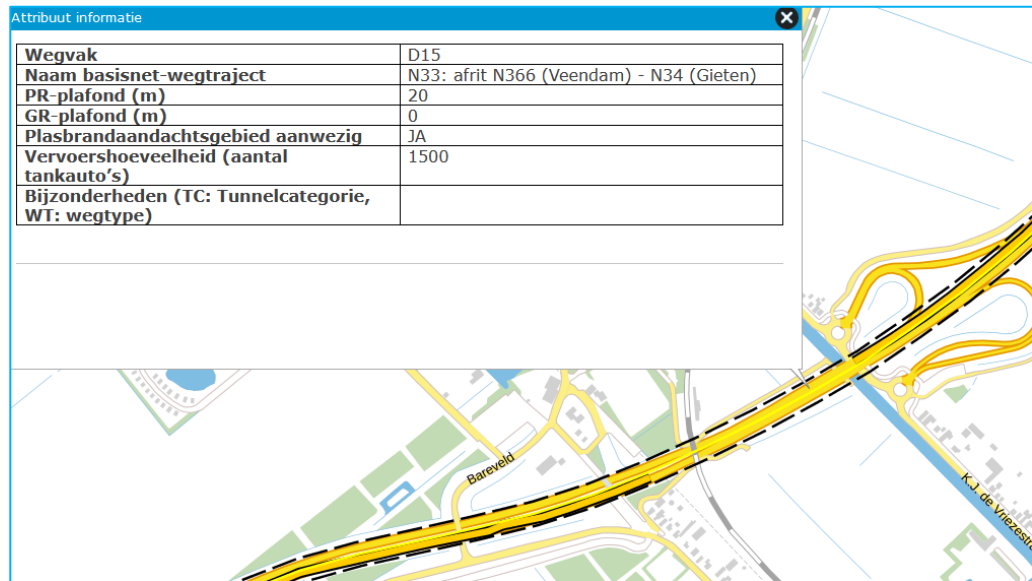 Attribuut informatie
Wegvak D15
Naam basisnet-wegtraject N33: afrit N366 (Veendam) - N34 (Gieten)
PR-plafond (m) 20
GR-plafond (m) 0
Plasbrandaandachtsgebied aanwezig JA
Vervoershoeveelheid (aantal 1500
tankauto's)
Bijzonderheden (TC: Tunnelcategorie,
WT: wegtype)
Bareveld
K.J. de Vriezestr